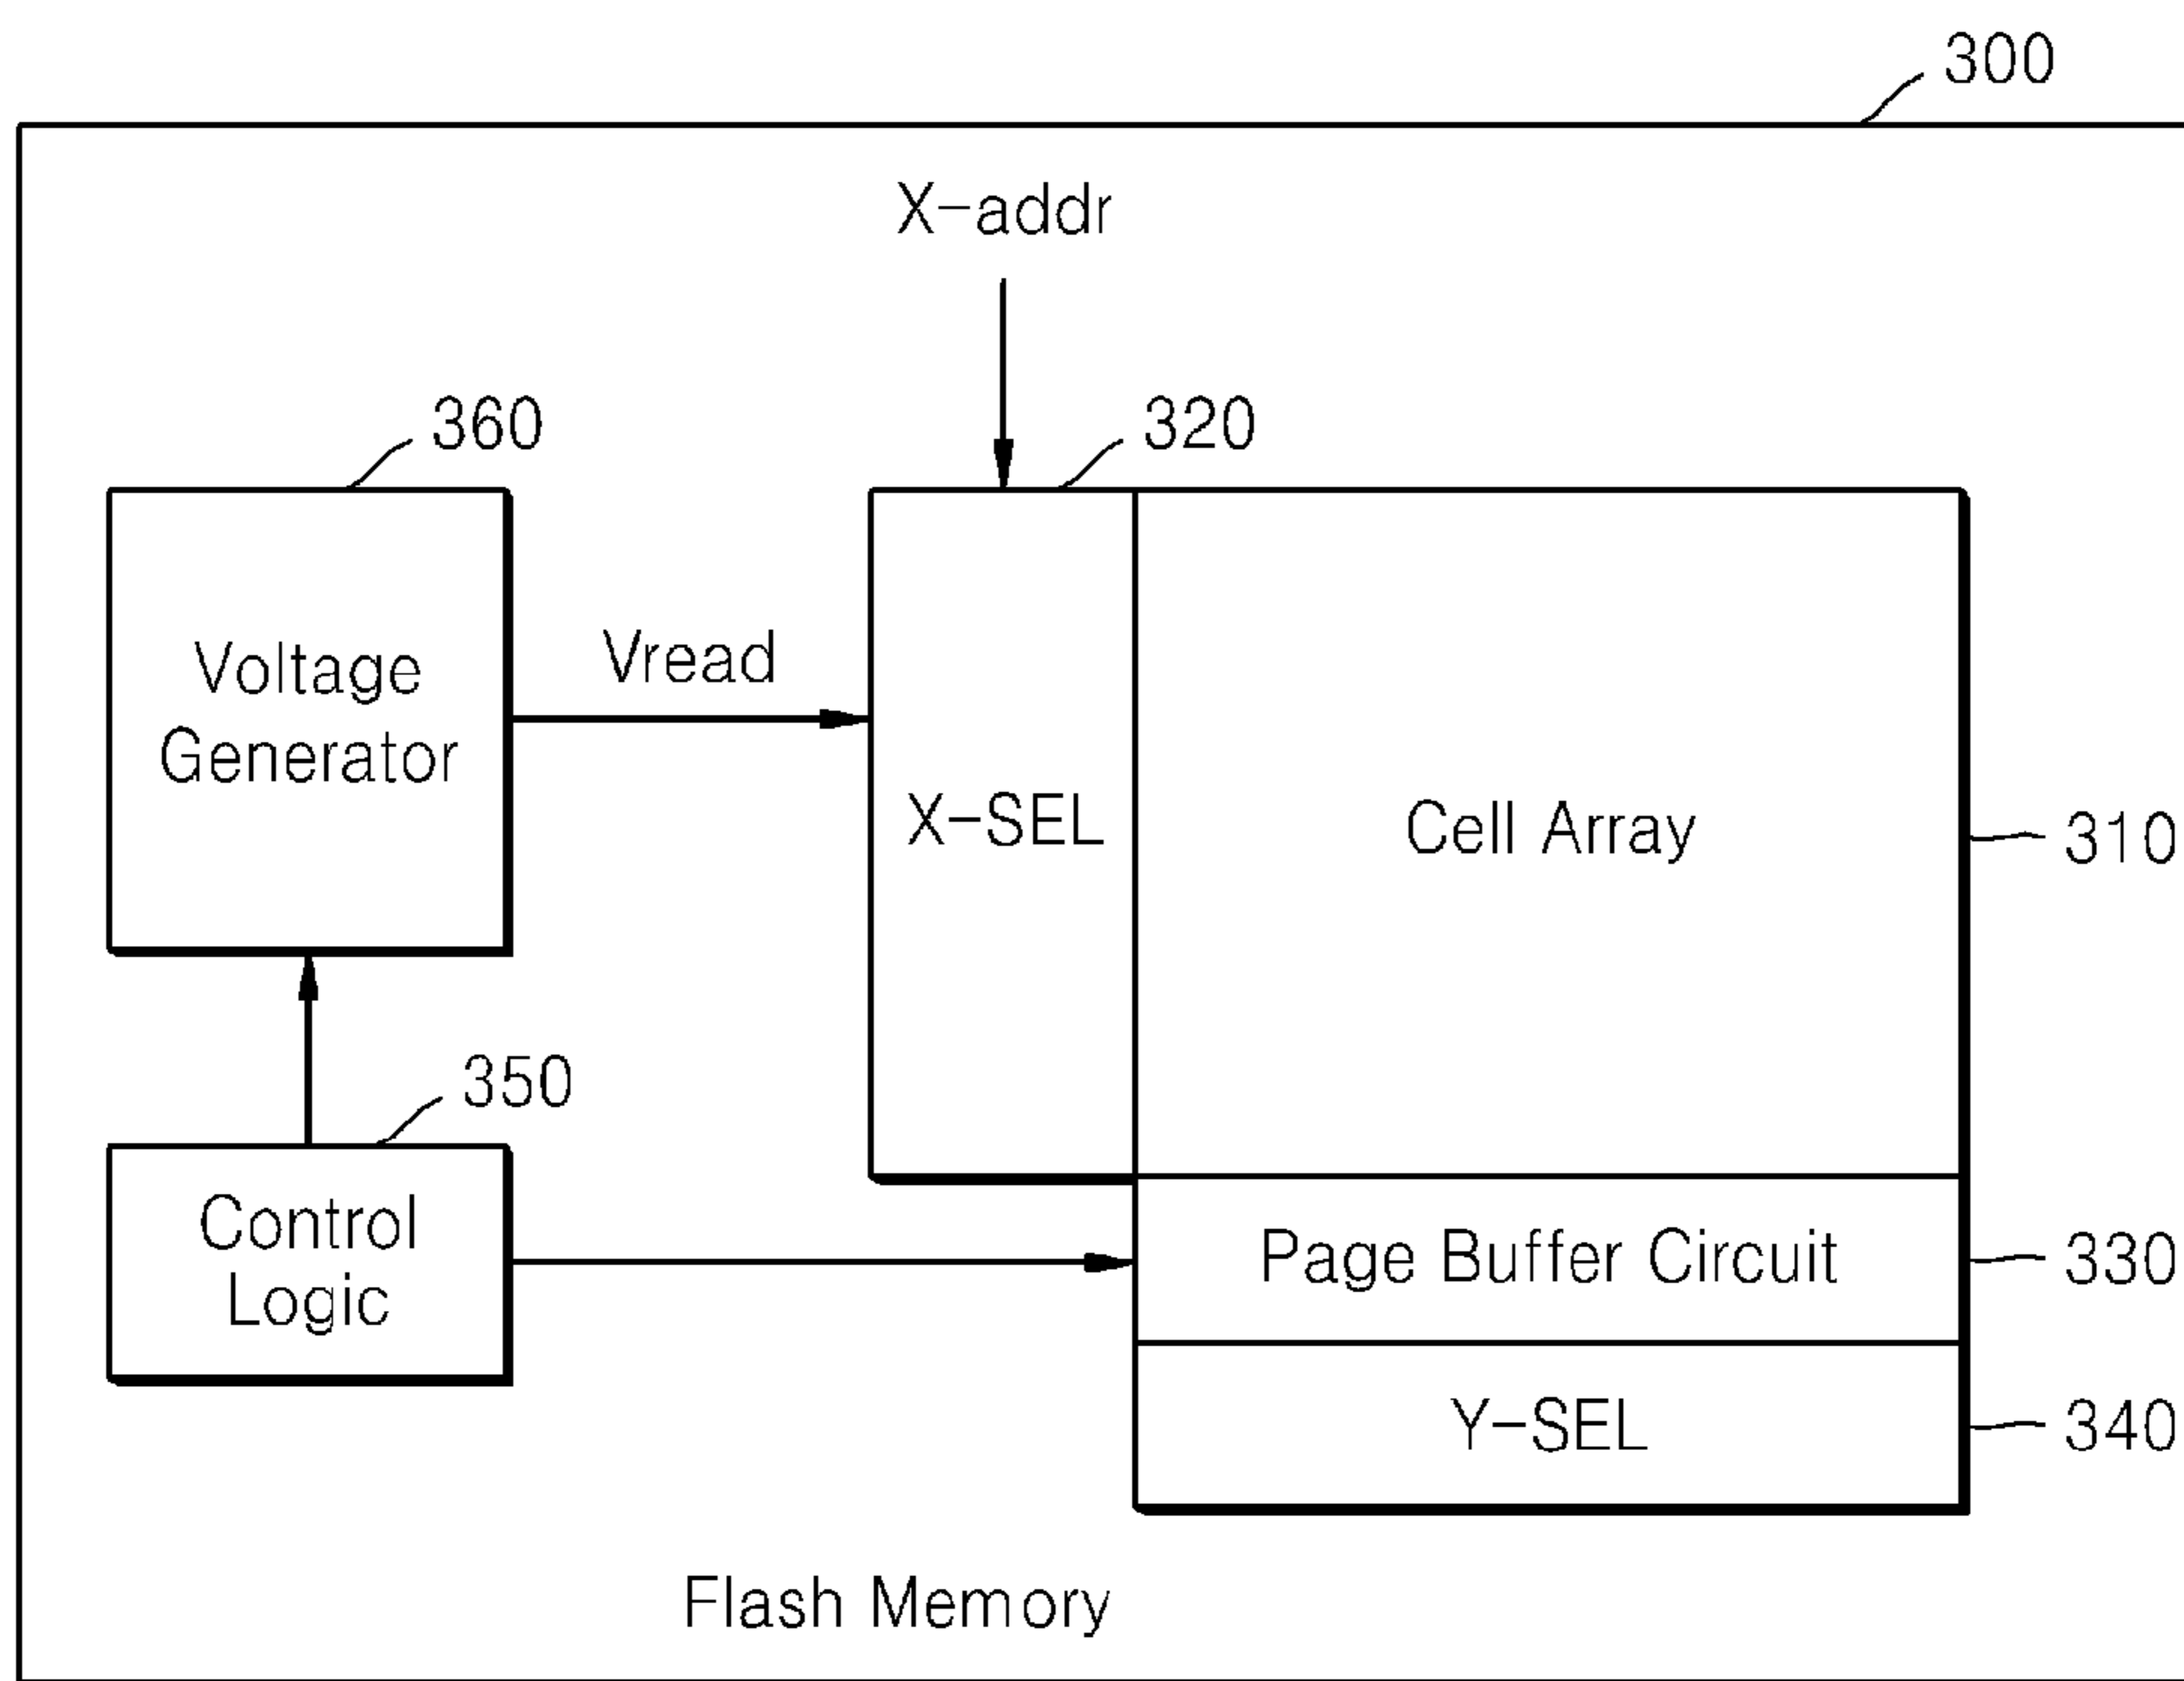 300
X-addr
360
320
Voltage
Generator
Vread
X-SEL
Cell Array
310
350
Control
Logic
Page Buffer Circuit
330
Y-SEL
340
Flash Memory